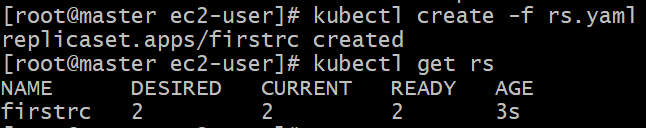 [root@master ec2-user]# kubectl create -f rs.yaml
replicaset.apps/firstrc created
[root@master ec2-user]# kubectl get rs
NAME DESIRED CURRENT READY AGE
firstrc 2 2 2 3s